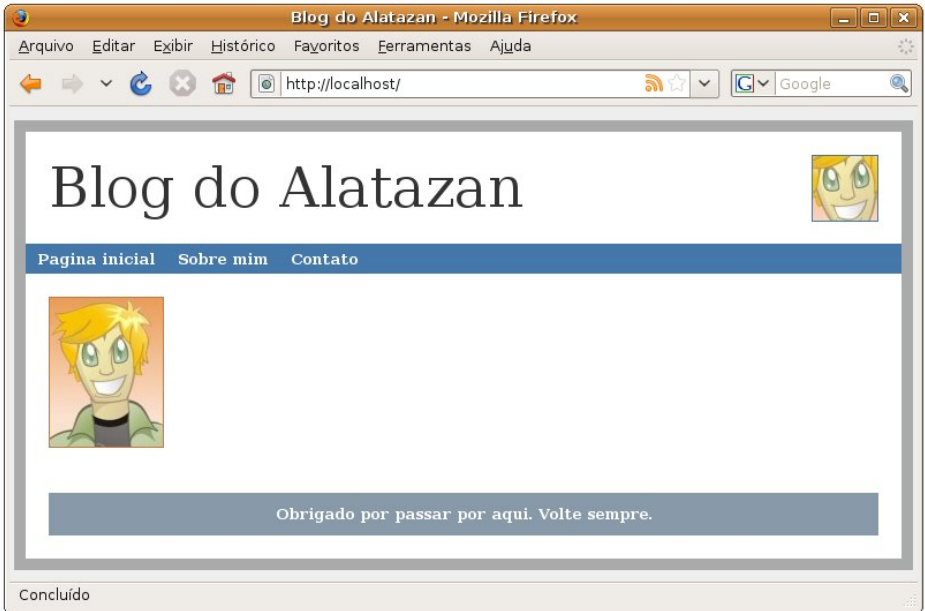 Blog do Alatazan - Mozilla Firefox
Arquivo Editar Exibir Histórico Favoritos Ferramentas Ajuda
http://localhost/ G Google
Blog do Alatazan
Pagina inicial Sobre mim Contato
Obrigado por passar por aqui. Volte sempre.
Concluído